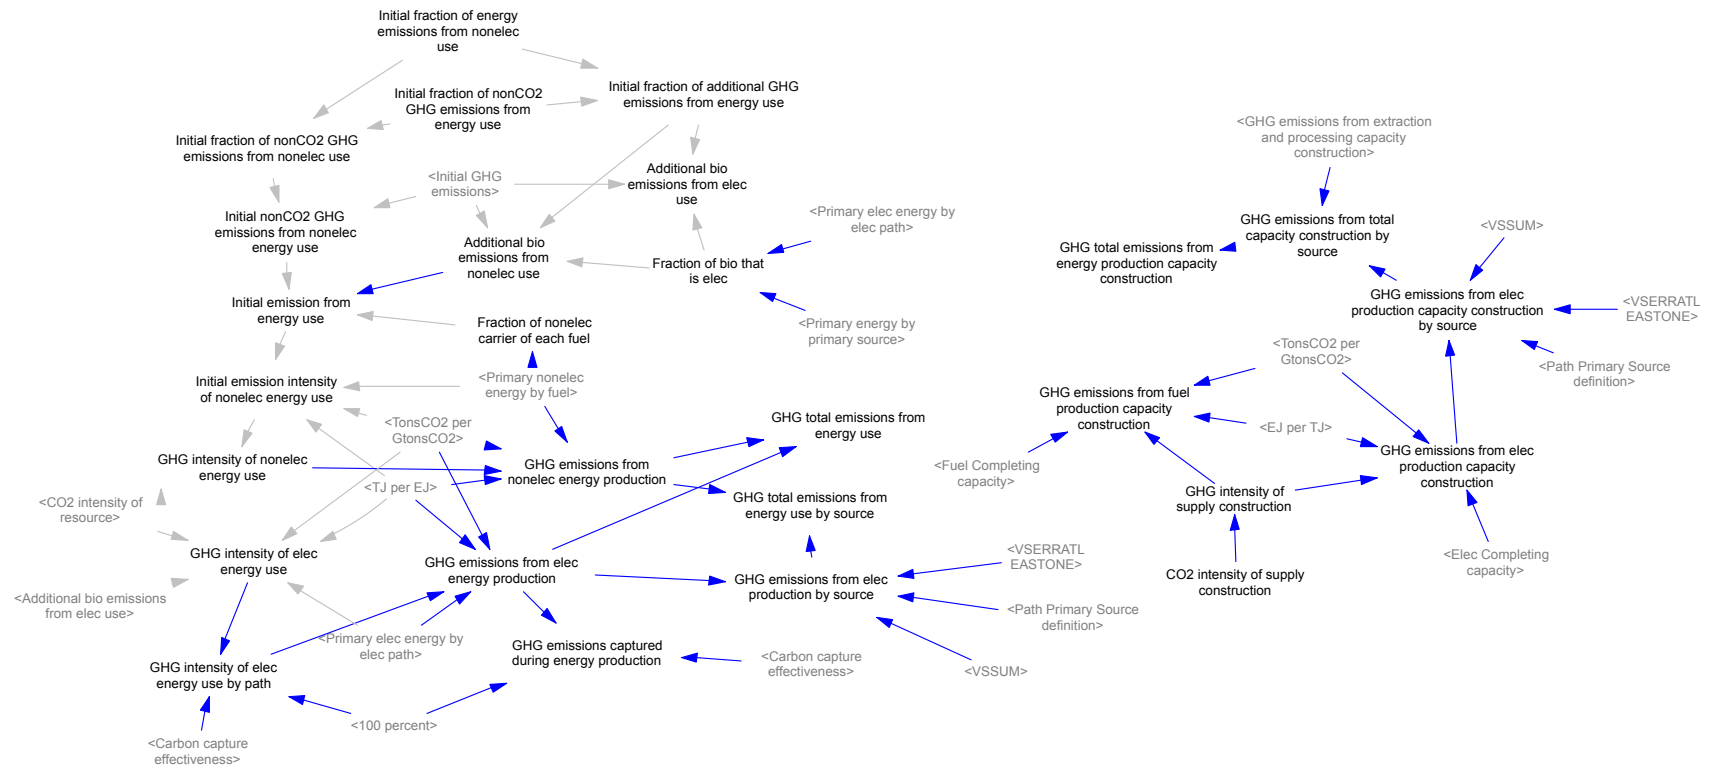 Initial fraction of energy
emissions from nonelec
use
Initial fraction of additional GHG
emissions from energy use
Initial fraction of nonCO2
GHG emissions from
energy use
Initial fraction of nonCO2 GHG
emissions from nonelec use
<GHG emissions from extraction
and processing capacity
construction>
<Initial GHG
emissions>
Additional bio
emissions from elec
use
Initial nonCO2 GHG
emissions from nonelec
energy use
<Primary elec energy by
elec path>
GHG emissions from total
capacity construction by
source
<VSSUM>
Additional bio
emissions from
nonelec use
Fraction of bio that
is elec
GHG total emissions from
energy production capacity
construction
Initial emission from
energy use
Fraction of nonelec
carrier of each fuel
<Primary energy by
primary source>
GHG emissions from elec
production capacity construction
by source
<VSERRATL
EASTONE>
<TonsCO2 per
GtonsCO2>
<Path Primary Source
definition>
Initial emission intensity
of nonelec energy use
<Primary nonelec
energy by fuel>
GHG emissions from fuel
production capacity
construction
<TonsCO2 per
GtonsCO2>
GHG total emissions from
energy use
<EJ per TJ>
GHG intensity of nonelec
energy use
GHG emissions from
nonelec energy production
<Fuel Completing
capacity>
GHG emissions from elec
production capacity
construction
<TJ per EJ>
<CO2 intensity of
resource>
GHG total emissions from
energy use by source
GHG intensity of
supply construction
GHG intensity of elec
energy use
GHG emissions from elec
energy production
<VSERRATL
EASTONE>
<Elec Completing
capacity>
GHG emissions from elec
production by source
CO2 intensity of supply
construction
<Additional bio emissions
from elec use>
<Path Primary Source
definition>
<Primary elec energy by
elec path>
GHG emissions captured
during energy production
<Carbon capture
effectiveness>
<VSSUM>
GHG intensity of elec
energy use by path
<100 percent>
<Carbon capture
effectiveness>